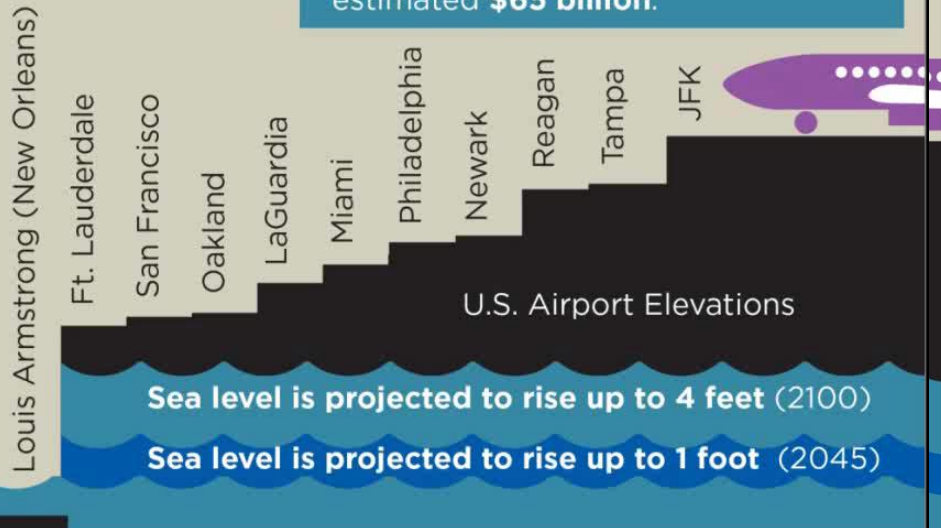 estimated $65 billion.
Louis Armstrong (New Orleans)
Ft. Lauderdale
San Francisco
Oakland
LaGuardia
Miami
Philadelphia
Newark
Reagan
Tampa
JFK
U.S. Airport Elevations
Sea level is projected to rise up to 4 feet (2100)
Sea level is projected to rise up to 1 foot (2045)